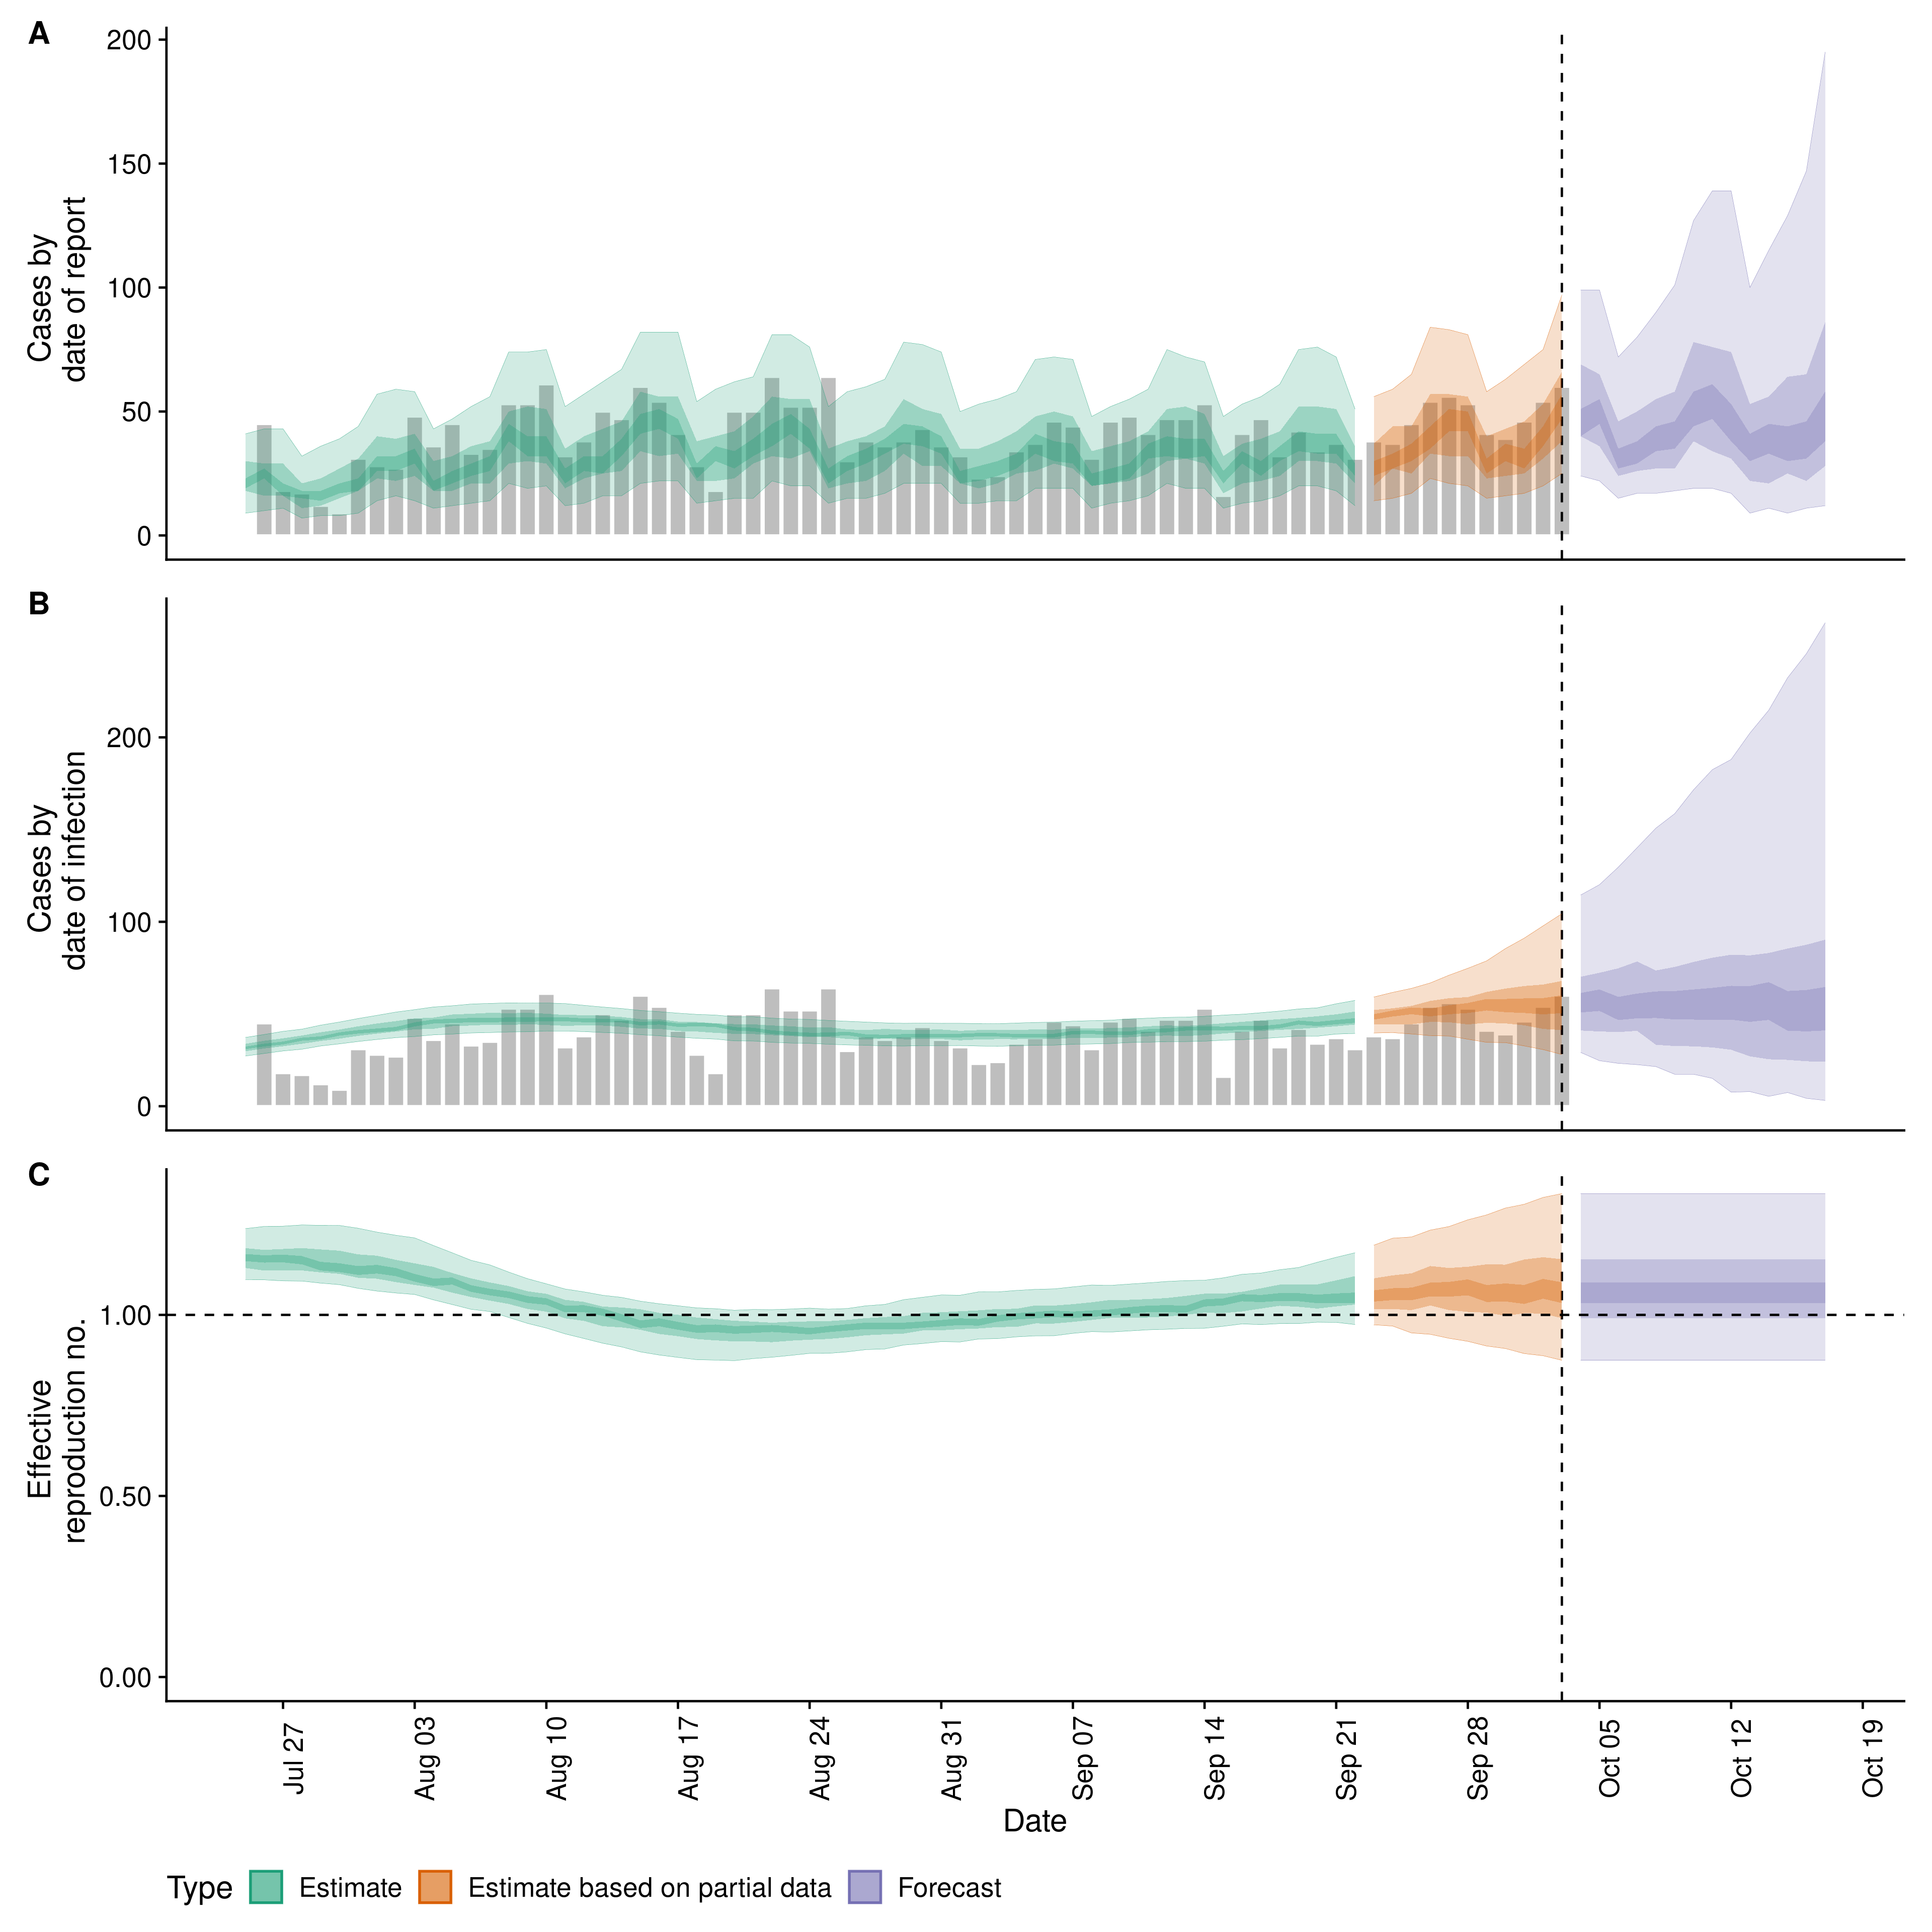 A
200
150
100
50
0
Cases by
date of report
B
200
100
0
Cases by
date of infection
C
1.00
0.50
0.00
Effective
reproduction no.
Jul 27
Aug 03
Aug 10
Aug 17
Aug 24
Aug 31
Sep 07
Sep 14
Sep 21
Sep 28
Oct 05
Oct 12
Oct 19
Date
Type Estimate Estimate based on partial data Forecast